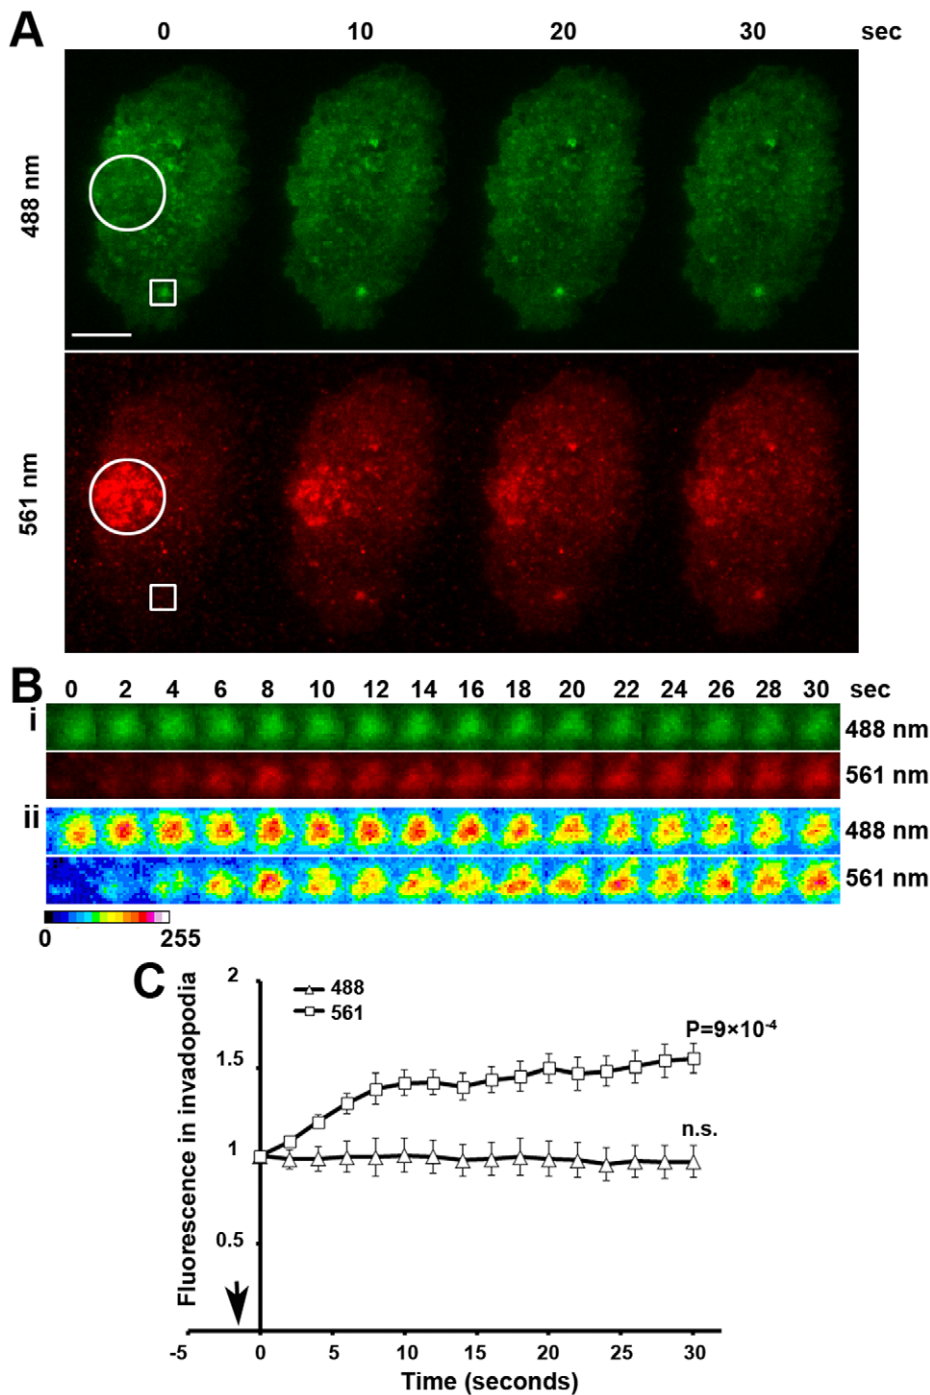 A
0 10 20 30 sec
488 nm
561 nm
B
0 2 4 6 8 10 12 14 16 18 20 22 24 26 28 30 sec
i
488 nm
561 nm
ii
488 nm
561 nm
0 255
C
Fluorescence in invadopodia
2
1.5
1
0.5
488
561
P=9×10⁻⁴
n.s.
-5 0 5 10 15 20 25 30
Time (seconds)